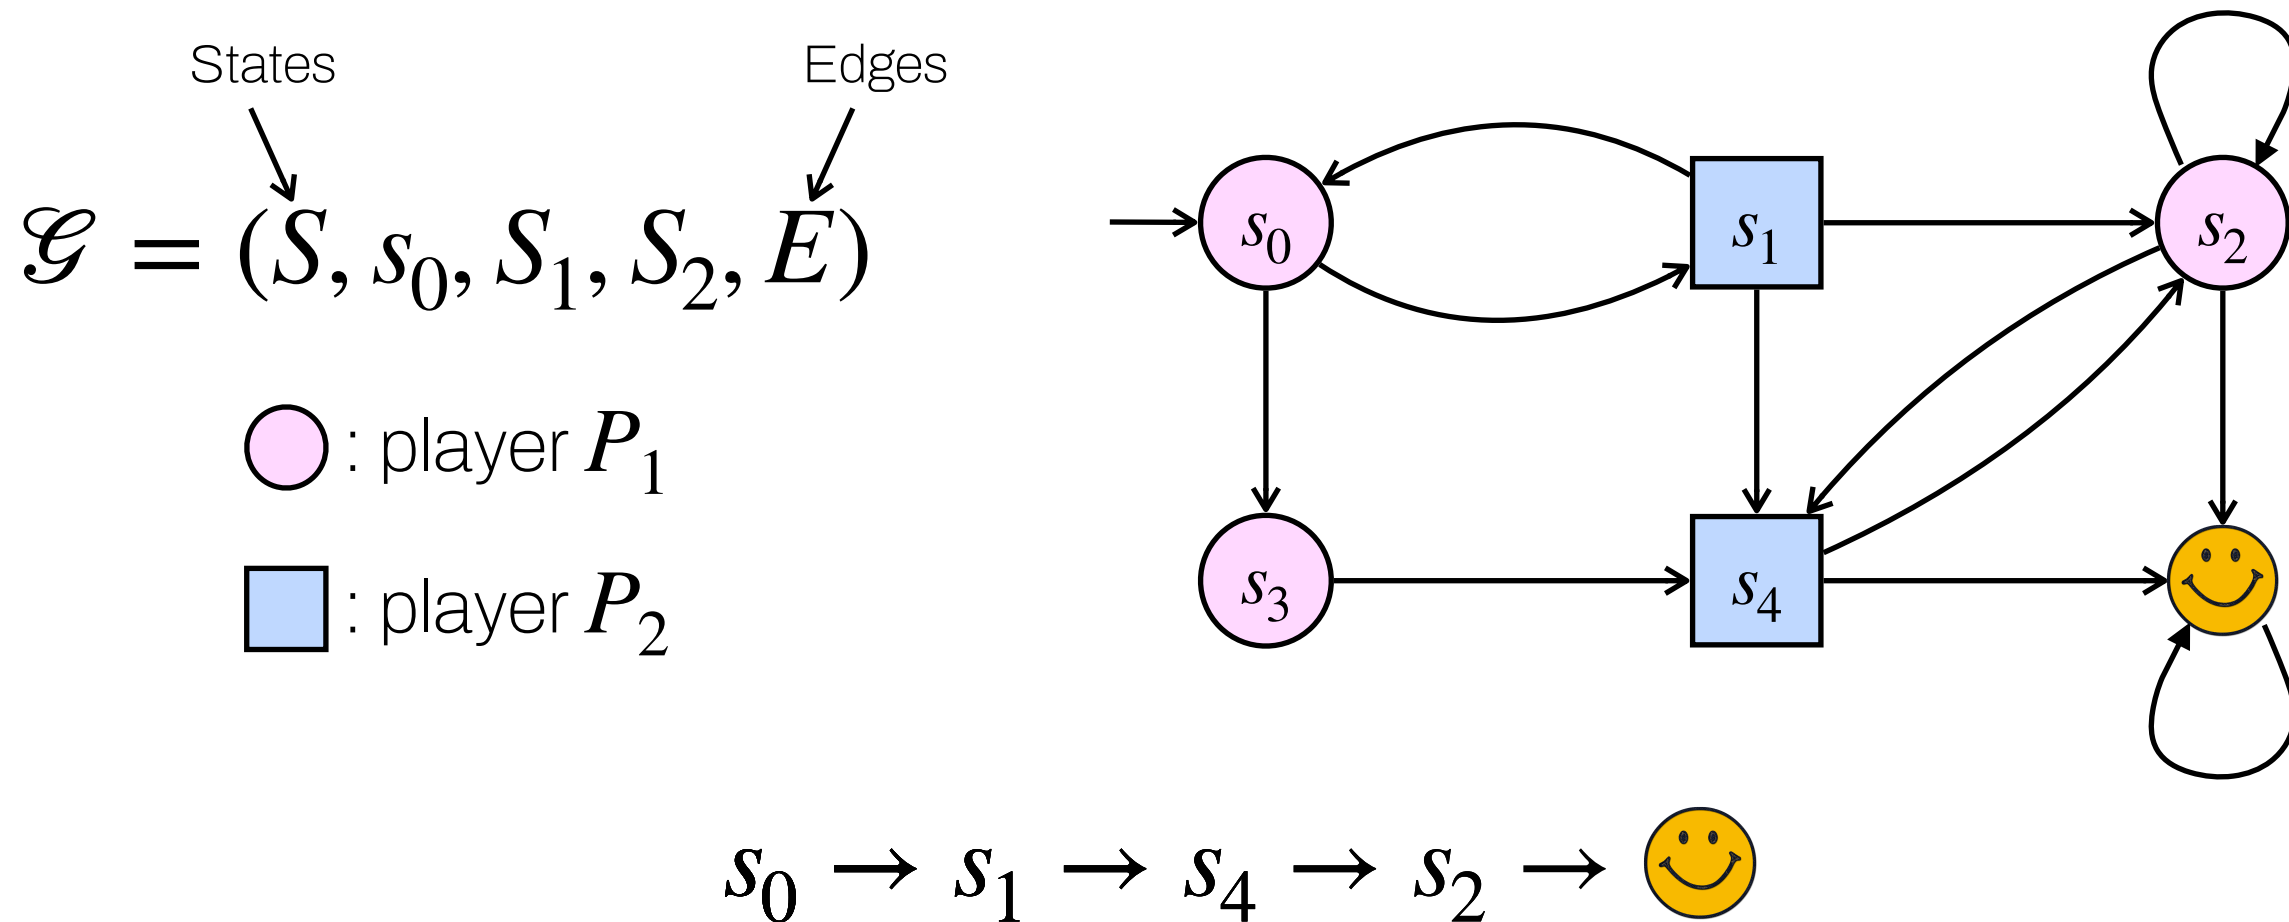 States
Edges
𝒢 = (S, s₀, S₁, S₂, E)
: player P₁
: player P₂
s₀
s₁
s₂
s₃
s₄
s₀ → s₁ → s₄ → s₂ →